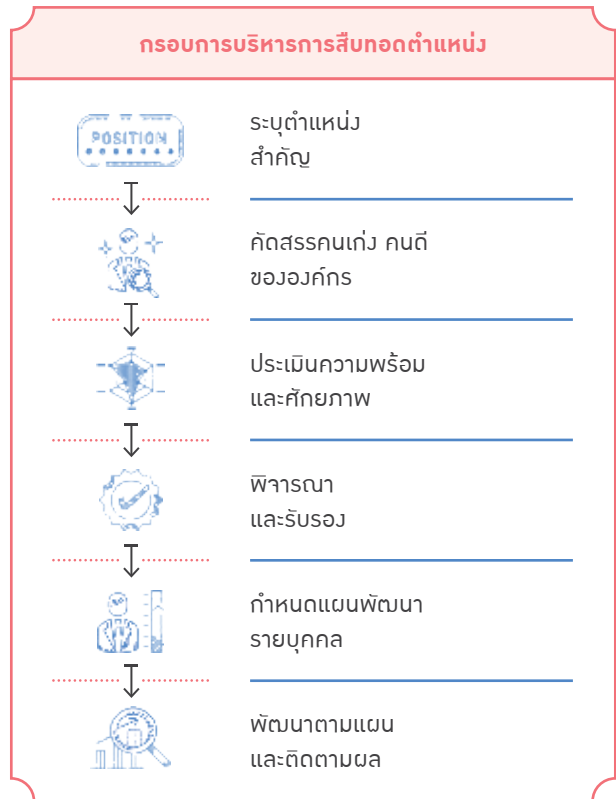 กรอบการบริหารการสืบทอดตำแหน่ง
POSITION
ระบุตำแหน่ง
สำคัญ
คัดสรรคนเก่ง คนดี
ขององค์กร
ประเมินความพร้อม
และศักยภาพ
พิจารณา
และรับรอง
กำหนดแผนพัฒนา
รายบุคคล
พัฒนาตามแผน
และติดตามผล